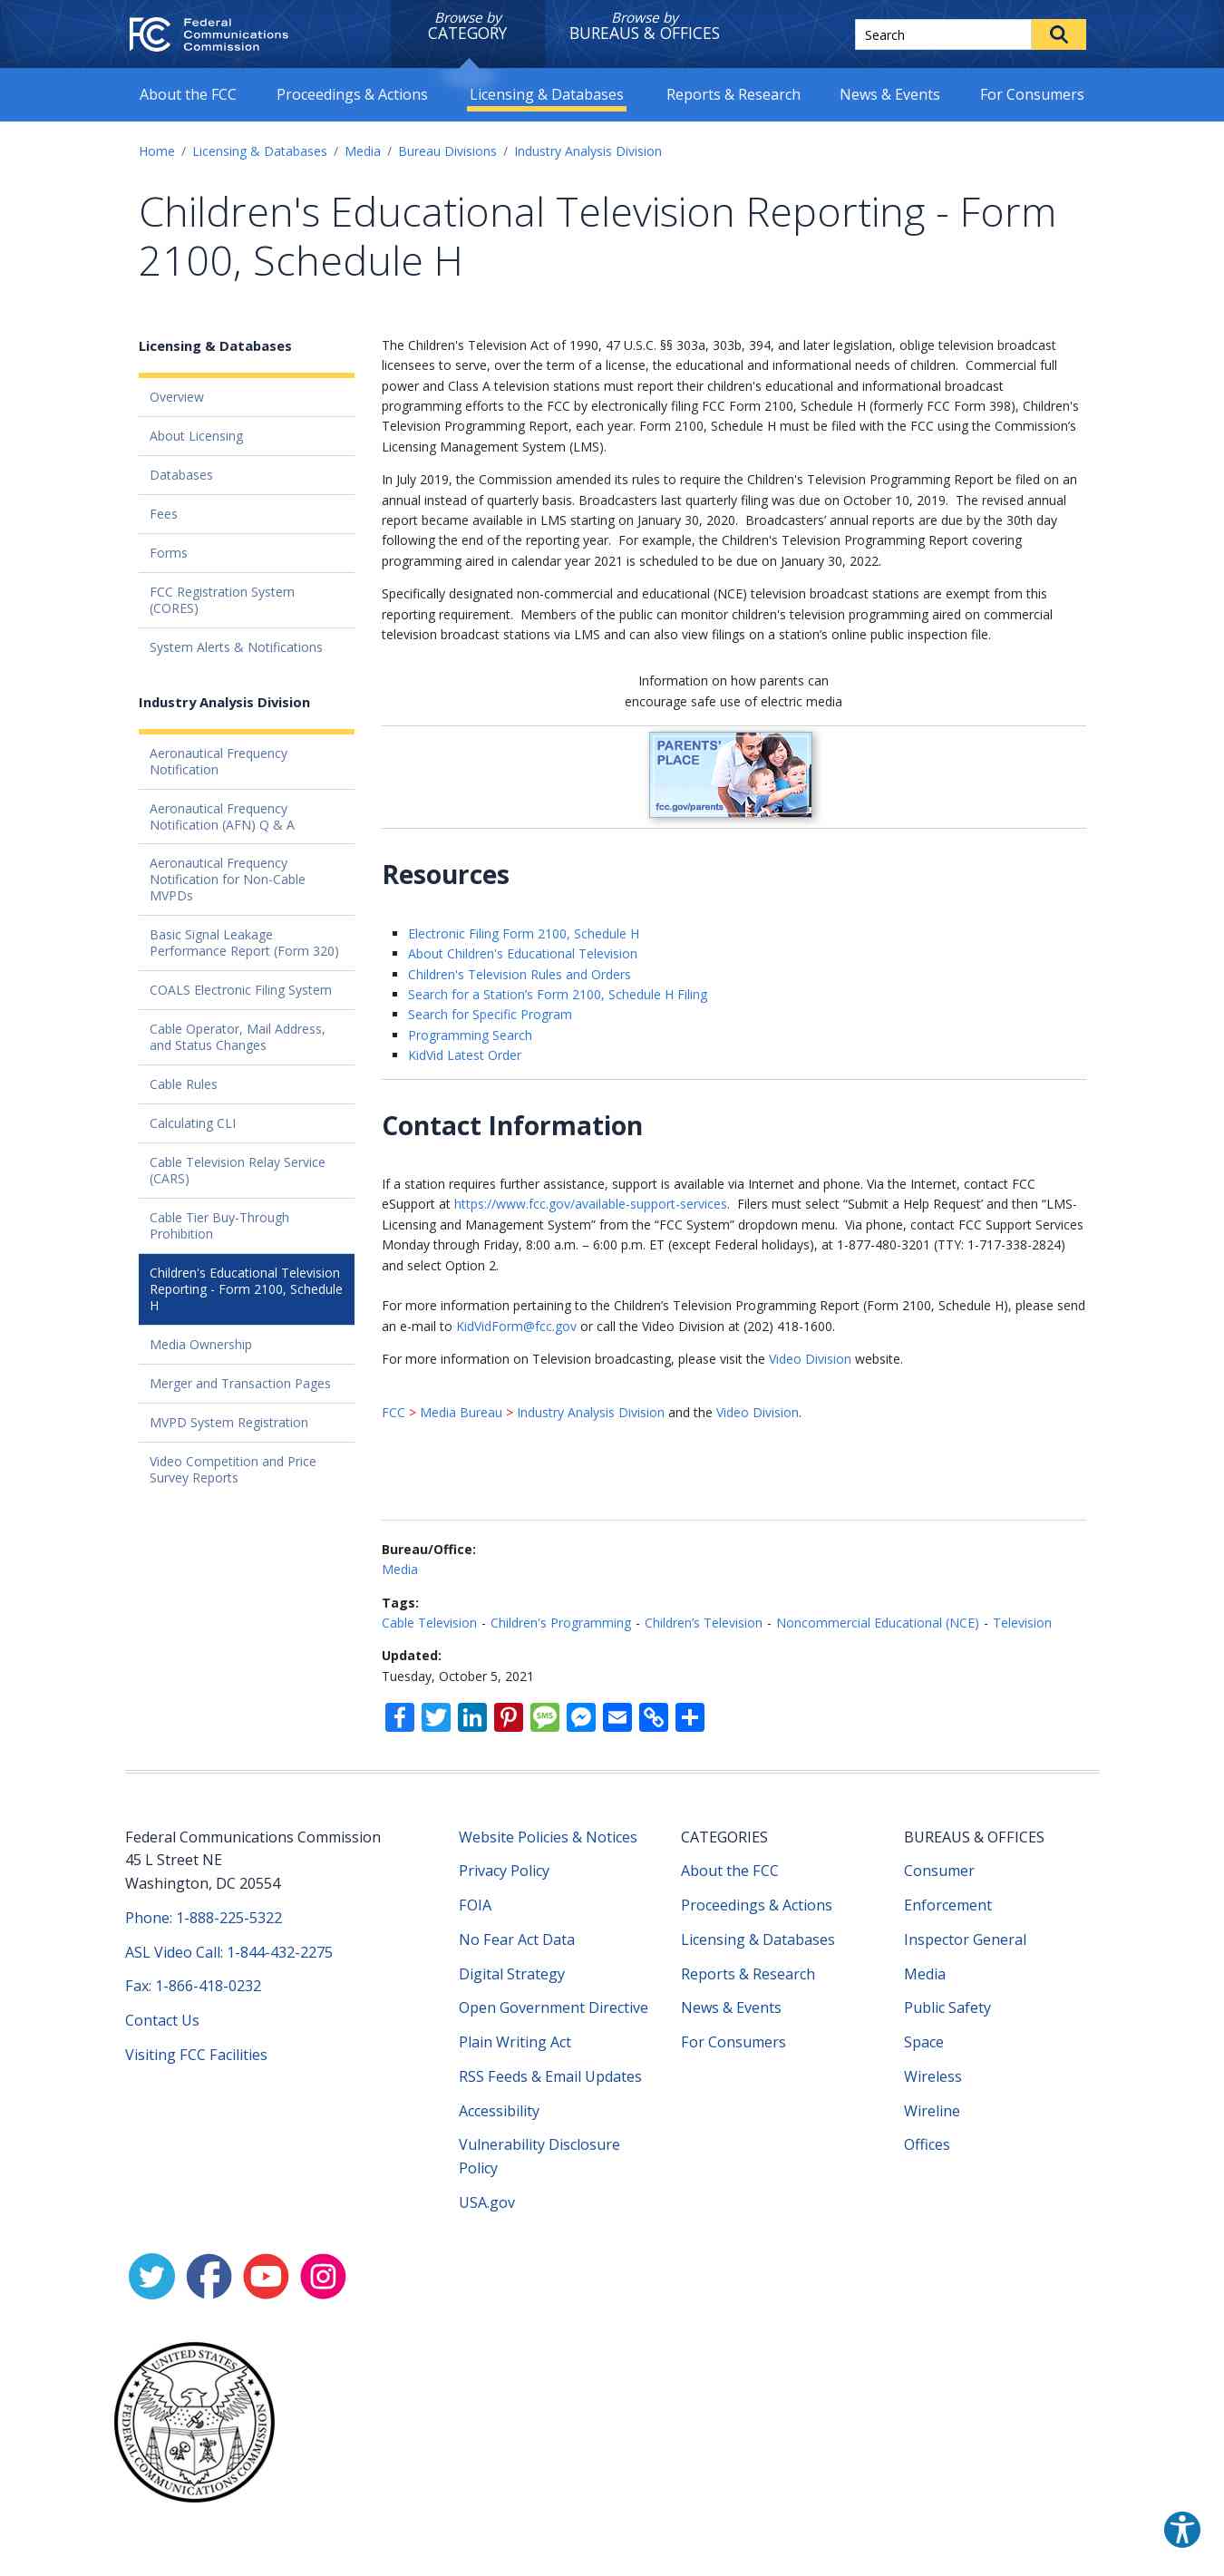 Federal
Communications
Commission
Browse by
CATEGORY
Browse by
BUREAUS & OFFICES
Search
About the FCC
Proceedings & Actions
Licensing & Databases
Reports & Research
News & Events
For Consumers
Home / Licensing & Databases / Media / Bureau Divisions / Industry Analysis Division
Children's Educational Television Reporting - Form
2100, Schedule H
Licensing & Databases
Overview
About Licensing
Databases
Fees
Forms
FCC Registration System
(CORES)
System Alerts & Notifications
Industry Analysis Division
Aeronautical Frequency
Notification
Aeronautical Frequency
Notification (AFN) Q & A
Aeronautical Frequency
Notification for Non-Cable
MVPDs
Basic Signal Leakage
Performance Report (Form 320)
COALS Electronic Filing System
Cable Operator, Mail Address,
and Status Changes
Cable Rules
Calculating CLI
Cable Television Relay Service
(CARS)
Cable Tier Buy-Through
Prohibition
Children's Educational Television
Reporting - Form 2100, Schedule
H
Media Ownership
Merger and Transaction Pages
MVPD System Registration
Video Competition and Price
Survey Reports
The Children's Television Act of 1990, 47 U.S.C. §§ 303a, 303b, 394, and later legislation, oblige television broadcast
licensees to serve, over the term of a license, the educational and informational needs of children.  Commercial full
power and Class A television stations must report their children's educational and informational broadcast
programming efforts to the FCC by electronically filing FCC Form 2100, Schedule H (formerly FCC Form 398), Children's
Television Programming Report, each year. Form 2100, Schedule H must be filed with the FCC using the Commission’s
Licensing Management System (LMS).
In July 2019, the Commission amended its rules to require the Children's Television Programming Report be filed on an
annual instead of quarterly basis. Broadcasters last quarterly filing was due on October 10, 2019.  The revised annual
report became available in LMS starting on January 30, 2020.  Broadcasters’ annual reports are due by the 30th day
following the end of the reporting year.  For example, the Children's Television Programming Report covering
programming aired in calendar year 2021 is scheduled to be due on January 30, 2022.
Specifically designated non-commercial and educational (NCE) television broadcast stations are exempt from this
reporting requirement.  Members of the public can monitor children's television programming aired on commercial
television broadcast stations via LMS and can also view filings on a station’s online public inspection file.
Information on how parents can
encourage safe use of electric media
PARENTS'
PLACE
fcc.gov/parents
Resources
Electronic Filing Form 2100, Schedule H
About Children's Educational Television
Children's Television Rules and Orders
Search for a Station’s Form 2100, Schedule H Filing
Search for Specific Program
Programming Search
KidVid Latest Order
Contact Information
If a station requires further assistance, support is available via Internet and phone. Via the Internet, contact FCC
eSupport at https://www.fcc.gov/available-support-services.  Filers must select “Submit a Help Request’ and then “LMS-
Licensing and Management System” from the “FCC System” dropdown menu.  Via phone, contact FCC Support Services
Monday through Friday, 8:00 a.m. – 6:00 p.m. ET (except Federal holidays), at 1-877-480-3201 (TTY: 1-717-338-2824)
and select Option 2.
For more information pertaining to the Children’s Television Programming Report (Form 2100, Schedule H), please send
an e-mail to KidVidForm@fcc.gov or call the Video Division at (202) 418-1600.
For more information on Television broadcasting, please visit the Video Division website.
FCC > Media Bureau > Industry Analysis Division and the Video Division.
Bureau/Office:
Media
Tags:
Cable Television - Children's Programming - Children’s Television - Noncommercial Educational (NCE) - Television
Updated:
Tuesday, October 5, 2021
SMS
Federal Communications Commission
45 L Street NE
Washington, DC 20554
Phone: 1-888-225-5322
ASL Video Call: 1-844-432-2275
Fax: 1-866-418-0232
Contact Us
Visiting FCC Facilities
Website Policies & Notices
Privacy Policy
FOIA
No Fear Act Data
Digital Strategy
Open Government Directive
Plain Writing Act
RSS Feeds & Email Updates
Accessibility
Vulnerability Disclosure
Policy
USA.gov
CATEGORIES
About the FCC
Proceedings & Actions
Licensing & Databases
Reports & Research
News & Events
For Consumers
BUREAUS & OFFICES
Consumer
Enforcement
Inspector General
Media
Public Safety
Space
Wireless
Wireline
Offices
UNITED STATES
FEDERAL COMMUNICATIONS COMMISSION